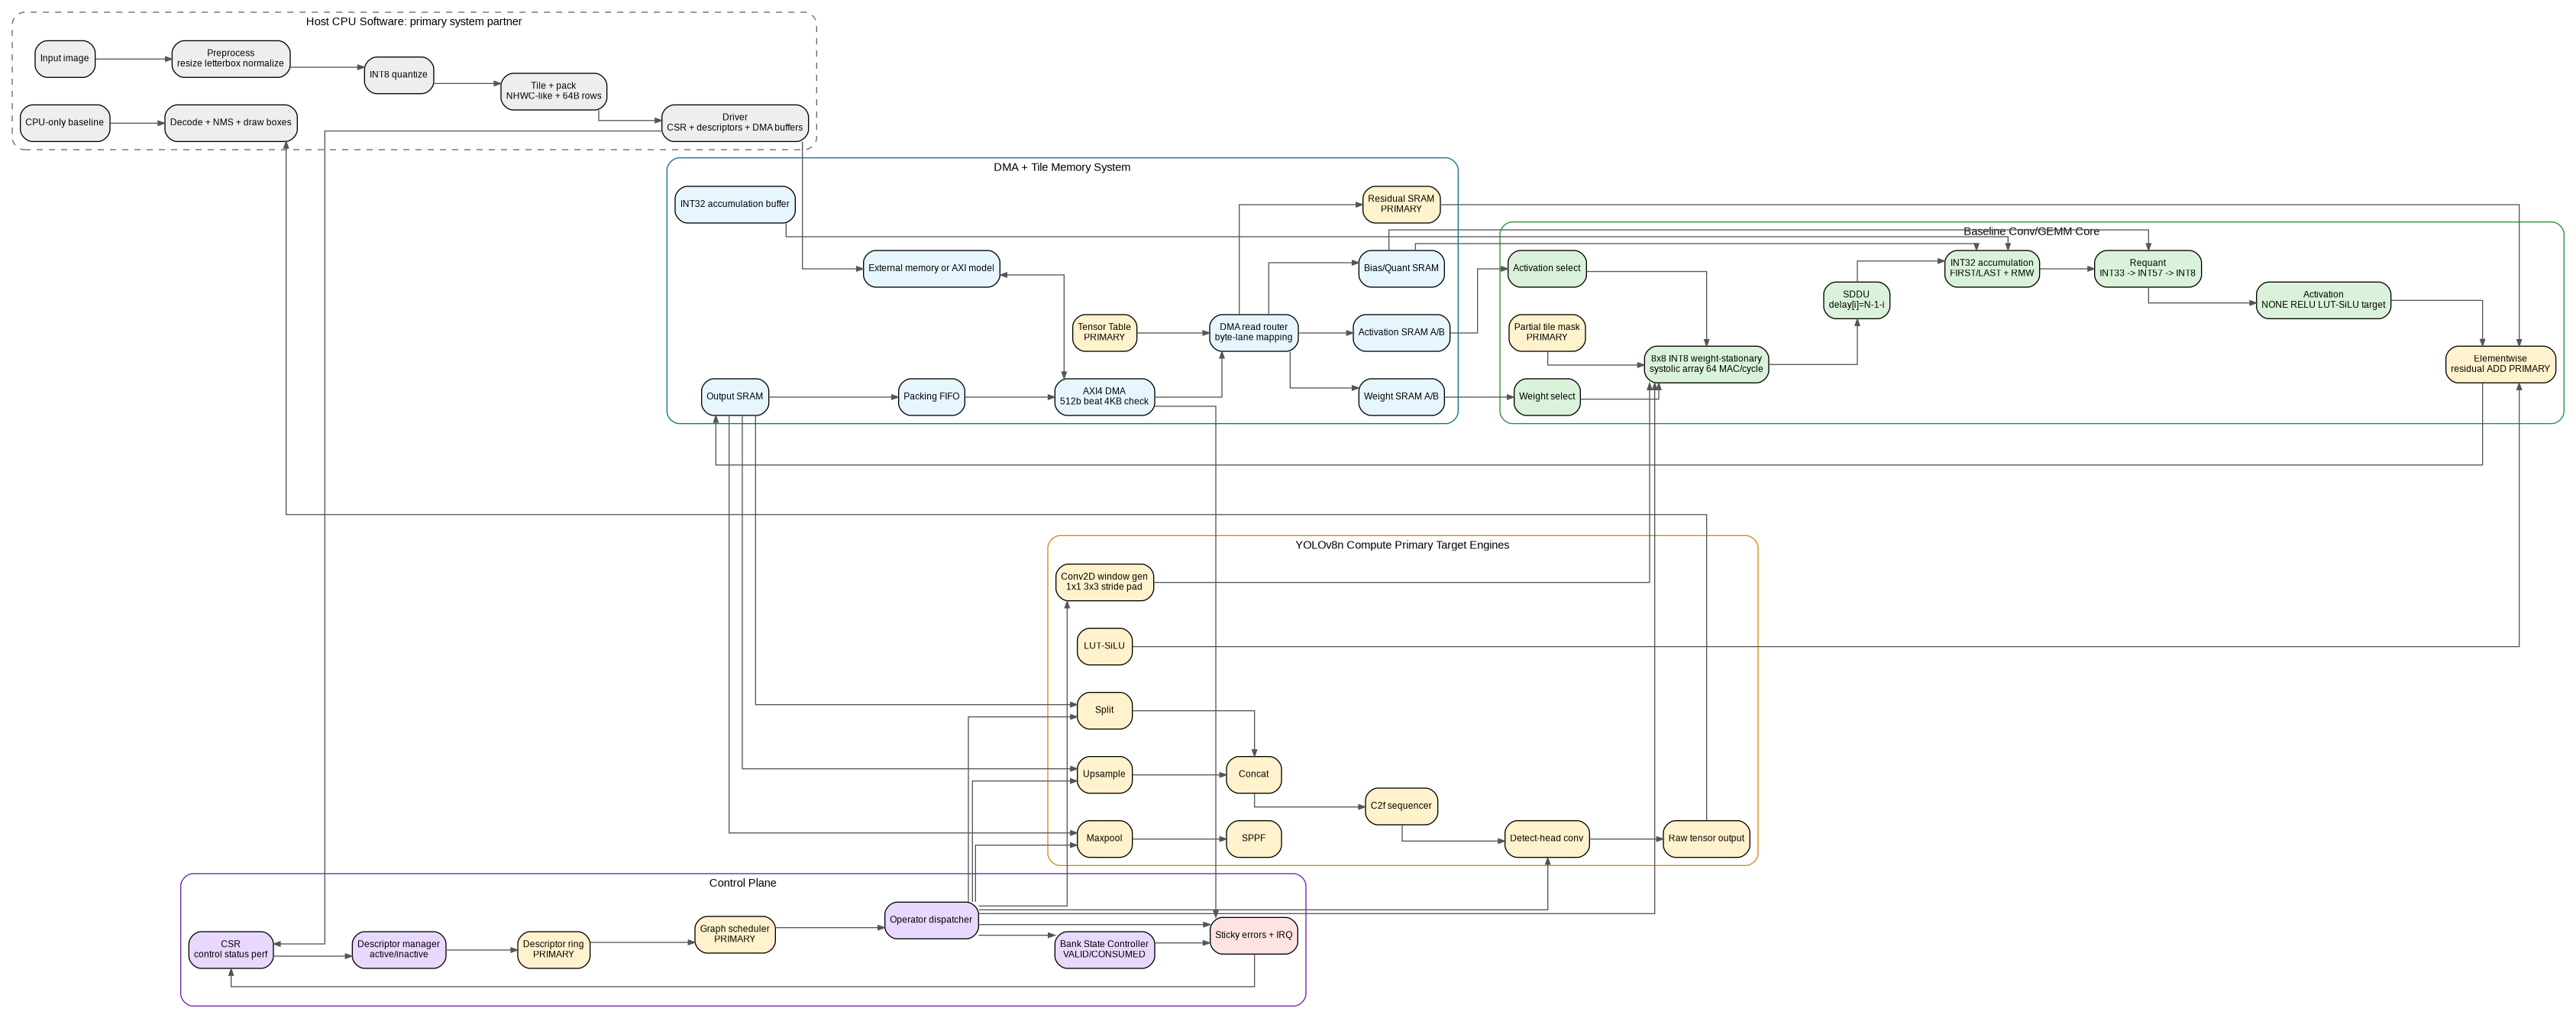 Host CPU Software: primary system partner
Input image
Preprocess
resize letterbox normalize
INT8 quantize
Tile + pack
NHWC-like + 64B rows
CPU-only baseline
Decode + NMS + draw boxes
Driver
CSR + descriptors + DMA buffers
DMA + Tile Memory System
INT32 accumulation buffer
Residual SRAM
PRIMARY
External memory or AXI model
Bias/Quant SRAM
Tensor Table
PRIMARY
DMA read router
byte-lane mapping
Activation SRAM A/B
Output SRAM
Packing FIFO
AXI4 DMA
512b beat 4KB check
Weight SRAM A/B
Baseline Conv/GEMM Core
Activation select
INT32 accumulation
FIRST/LAST + RMW
Requant
INT33 -> INT57 -> INT8
SDDU
delay[i]=N-1-i
Activation
NONE RELU LUT-SiLU target
Partial tile mask
PRIMARY
8x8 INT8 weight-stationary
systolic array 64 MAC/cycle
Elementwise
residual ADD PRIMARY
Weight select
YOLOv8n Compute Primary Target Engines
Conv2D window gen
1x1 3x3 stride pad
LUT-SiLU
Split
Upsample
Concat
C2f sequencer
Maxpool
SPPF
Detect-head conv
Raw tensor output
Control Plane
CSR
control status perf
Descriptor manager
active/inactive
Descriptor ring
PRIMARY
Graph scheduler
PRIMARY
Operator dispatcher
Bank State Controller
VALID/CONSUMED
Sticky errors + IRQ